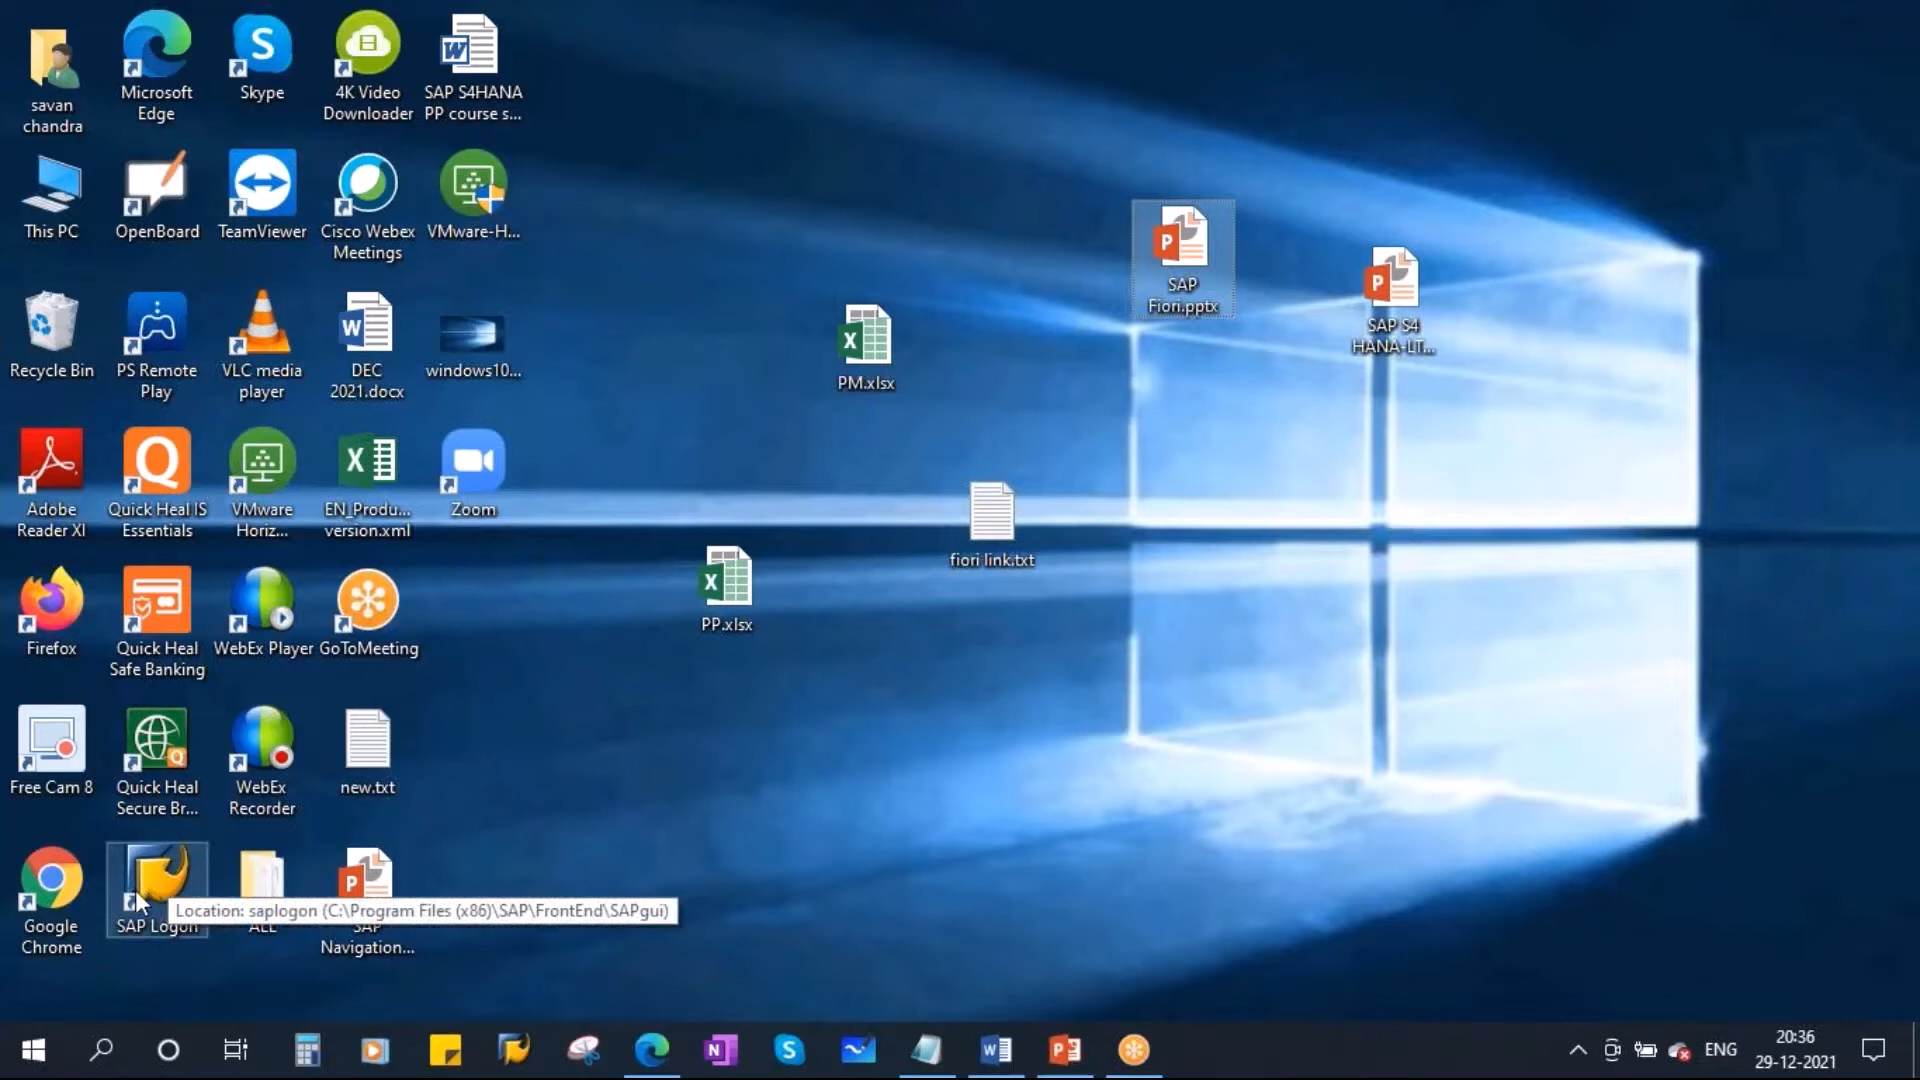 savan
chandra
Microsoft
Edge
Skype
4K Video
Downloader
SAP S4HANA
PP course s...
This PC
OpenBoard
TeamViewer
Cisco Webex
Meetings
VMware-H...
Recycle Bin
PS Remote
Play
VLC media
player
DEC
2021.docx
windows10...
Adobe
Reader XI
Quick Heal IS
Essentials
VMware
Horiz...
EN_Produ...
version.xml
Zoom
Firefox
Quick Heal
Safe Banking
WebEx Player
GoToMeeting
Free Cam 8
Quick Heal
Secure Br...
WebEx
Recorder
new.txt
Google
Chrome
SAP Logon
ALL
SAP
Navigation...
Location: saplogon (C:\Program Files (x86)\SAP\FrontEnd\SAPgui)
PM.xlsx
PP.xlsx
fiori link.txt
SAP
Fiori.pptx
SAP S4
HANA-LT...
ENG
20:36
29-12-2021